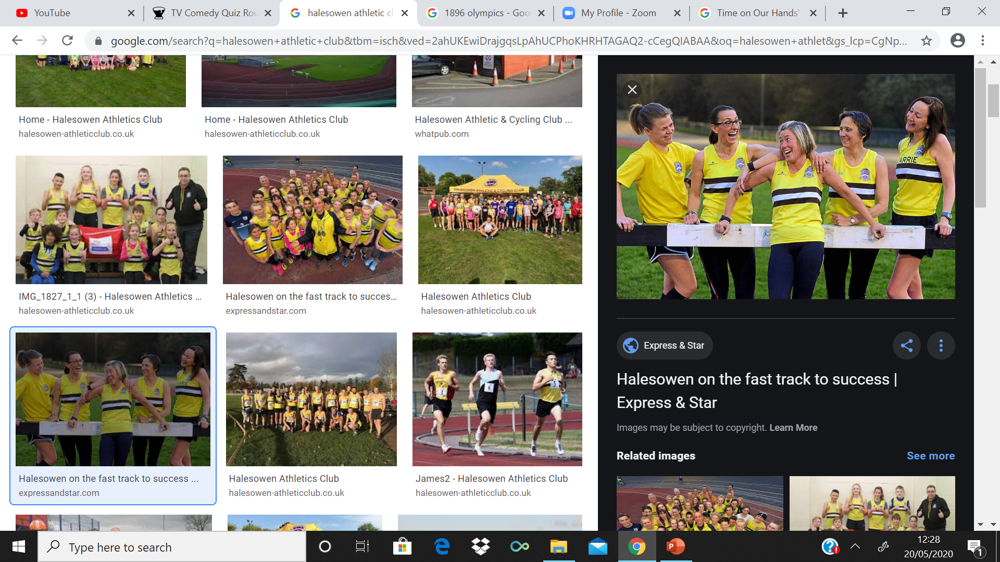 YouTube
TV Comedy Quiz Rou
halesowen athletic cl
1896 olympics - Goo
My Profile - Zoom
Time on Our Hands'
google.com/search?q=halesowen+athletic+club&tbm=isch&ved=2ahUKEwiDrajgqsLpAhUCPhoKHRHTAGAQ2-cCegQIABAA&oq=halesowen+athlet&gs_lcp=CgNp...
Home - Halesowen Athletics Club
halesowen-athleticclub.co.uk
Home - Halesowen Athletics Club
halesowen-athleticclub.co.uk
Halesowen Athletic & Cycling Club ...
whatpub.com
HALESOWEN ATHLETIC & CYCLING CLUB
IMG_1827_1_1 (3) - Halesowen Athletics ...
halesowen-athleticclub.co.uk
Halesowen on the fast track to succes...
expressandstar.com
Halesowen Athletics Club
halesowen-athleticclub.co.uk
Halesowen on the fast track to success ...
expressandstar.com
Halesowen Athletics Club
halesowen-athleticclub.co.uk
James2 - Halesowen Athletics Club
halesowen-athleticclub.co.uk
ARRIE
Express & Star
Halesowen on the fast track to success |
Express & Star
Images may be subject to copyright. Learn More
Related images
See more
Type here to search
12:28
20/05/2020
1